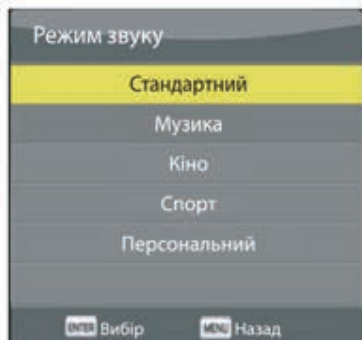 Режим звуку
Стандартний
Музика
Кіно
Спорт
Персональний
ENTER Вибір MENU Назад